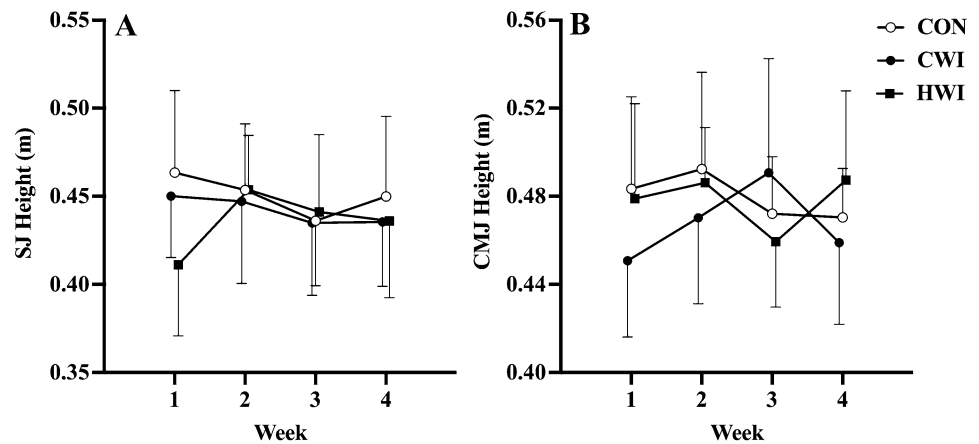 A
SJ Height (m)
0.55
0.50
0.45
0.40
0.35
1 2 3 4
Week
B
CMJ Height (m)
0.56
0.52
0.48
0.44
0.40
1 2 3 4
Week
CON
CWI
HWI